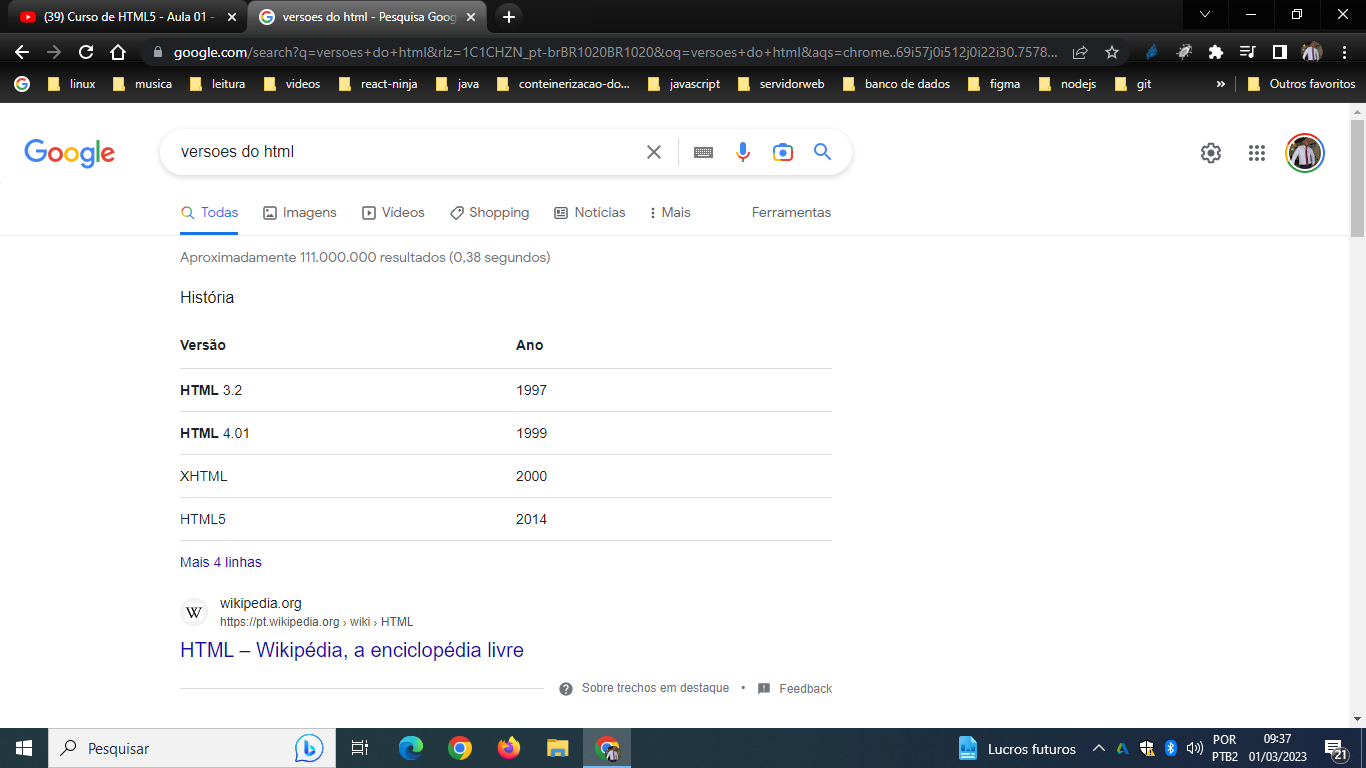 (39) Curso de HTML5 - Aula 01 -
versoes do html - Pesquisa Goog
google.com/search?q=versoes+do+html&rlz=1C1CHZN_pt-brBR1020BR1020&oq=versoes+do+html&aqs=chrome..69i57j0i512j0i22i30.7578...
linux musica leitura videos react-ninja java conteinerizacao-do... javascript servidorweb banco de dados figma nodejs git » Outros favoritos
Google
versoes do html
Todas Imagens Vídeos Shopping Notícias Mais Ferramentas
Aproximadamente 111.000.000 resultados (0,38 segundos)
História
Versão Ano
HTML 3.2 1997
HTML 4.01 1999
XHTML 2000
HTML5 2014
Mais 4 linhas
W
wikipedia.org
https://pt.wikipedia.org › wiki › HTML
HTML – Wikipédia, a enciclopédia livre
Sobre trechos em destaque • Feedback
Pesquisar
Lucros futuros
POR
PTB2
09:37
01/03/2023
21